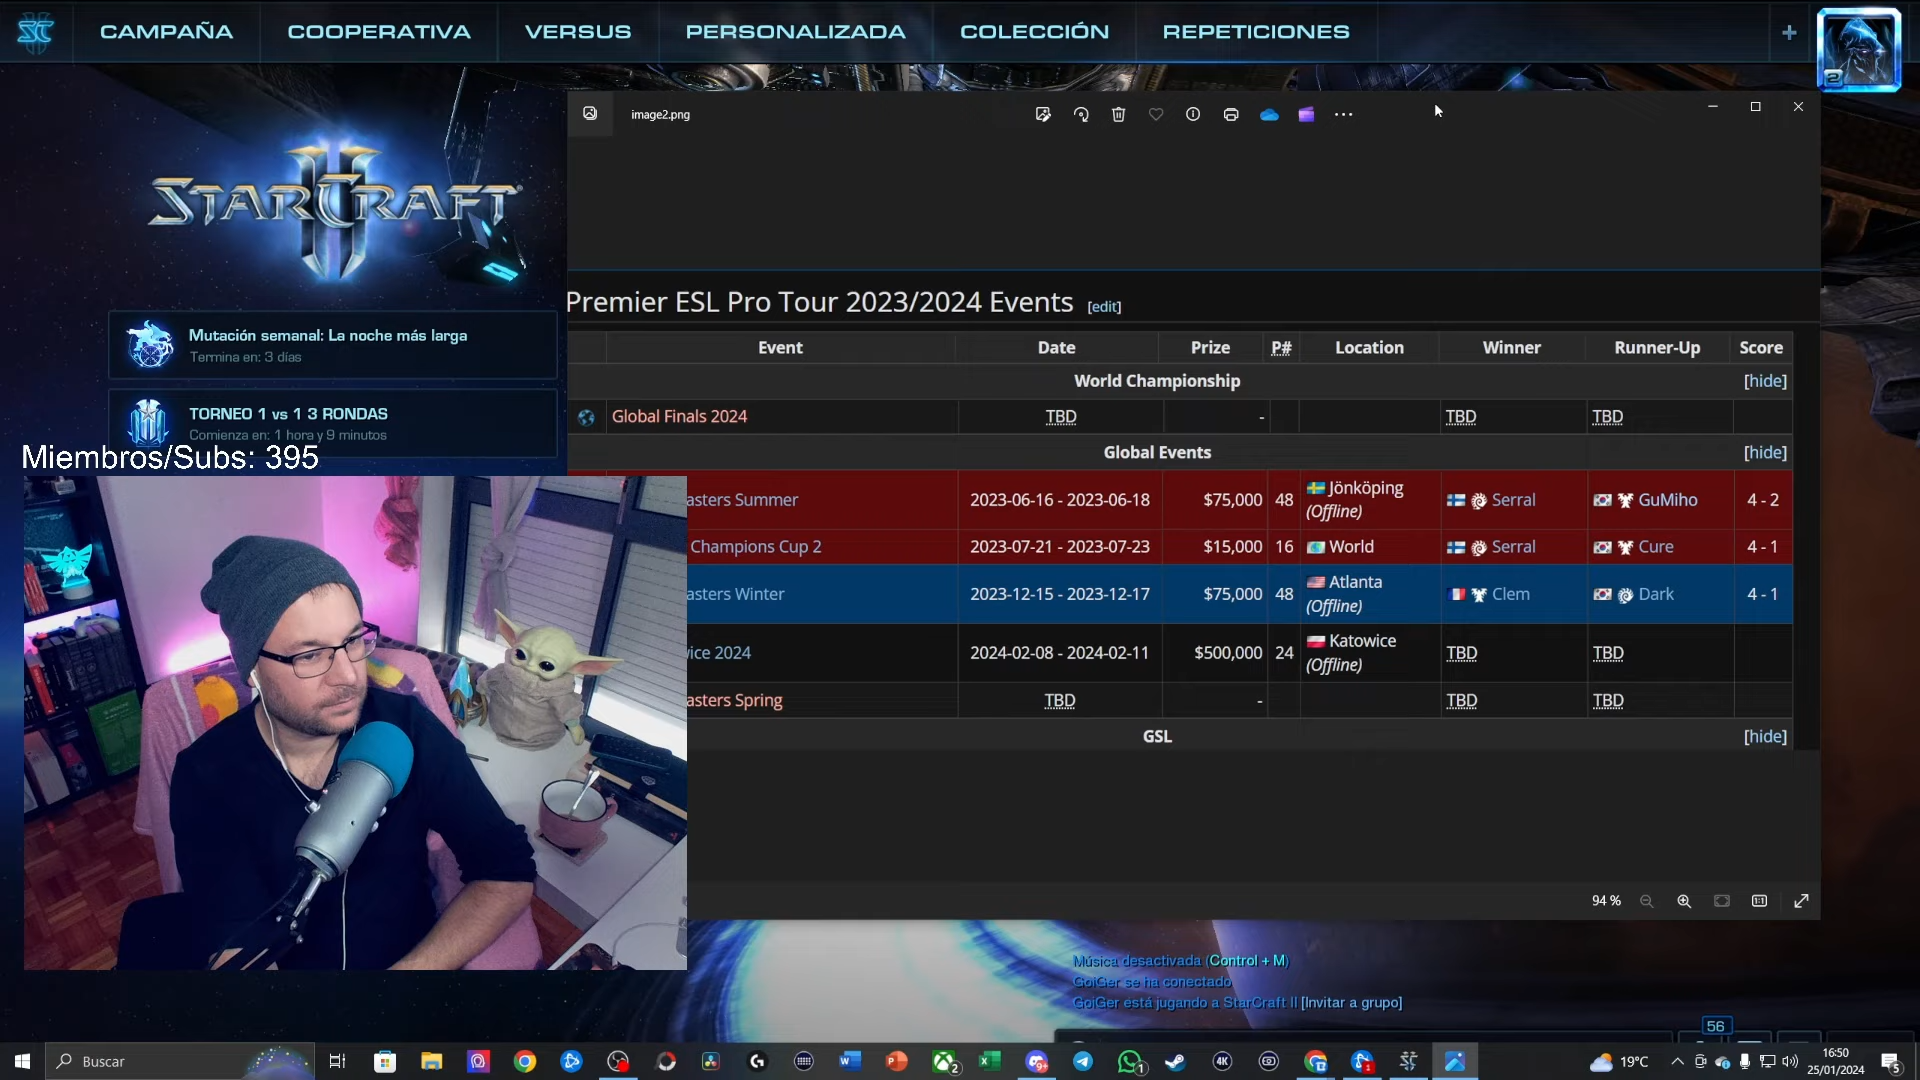 CAMPAÑA COOPERATIVA VERSUS PERSONALIZADA COLECCIÓN REPETICIONES
2
STARCRAFT
II
Mutación semanal: La noche más larga
Termina en: 3 días
TORNEO 1 vs 1 3 RONDAS
Comienza en: 1 hora y 9 minutos
Miembros/Subs: 395
image2.png
Premier ESL Pro Tour 2023/2024 Events [edit]
Event Date Prize P# Location Winner Runner-Up Score
World Championship [hide]
Global Finals 2024 TBD - TBD TBD
Global Events [hide]
asters Summer 2023-06-16 - 2023-06-18 $75,000 48 Jönköping (Offline) Serral GuMiho 4 - 2
Champions Cup 2 2023-07-21 - 2023-07-23 $15,000 16 World Serral Cure 4 - 1
asters Winter 2023-12-15 - 2023-12-17 $75,000 48 Atlanta (Offline) Clem Dark 4 - 1
ice 2024 2024-02-08 - 2024-02-11 $500,000 24 Katowice (Offline) TBD TBD
asters Spring TBD - TBD TBD
GSL [hide]
94 %
Música desactivada (Control + M)
GoiGer se ha conectado
GoiGer está jugando a StarCraft II [Invitar a grupo]
56
Buscar
19°C
16:50
25/01/2024